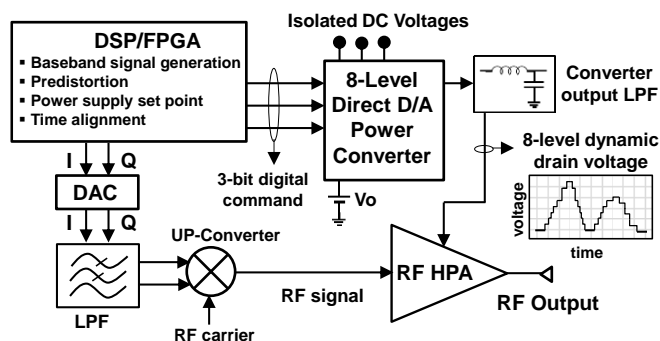 Isolated DC Voltages
DSP/FPGA
▪ Baseband signal generation
▪ Predistortion
▪ Power supply set point
▪ Time alignment
8-Level
Direct D/A
Power
Converter
Converter
output LPF
3-bit digital
command
Vo
8-level dynamic
drain voltage
voltage
time
I
Q
DAC
I
Q
UP-Converter
LPF
RF carrier
RF signal
RF HPA
RF Output